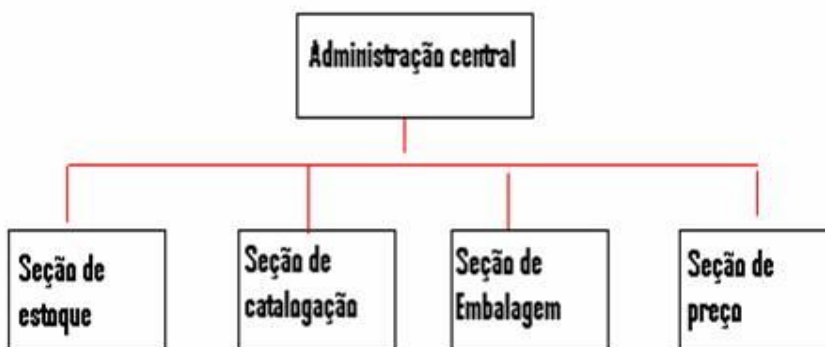 Administração central
Seção de
estoque
Seção de
catalogação
Seção de
Embalagem
Seção de
preço